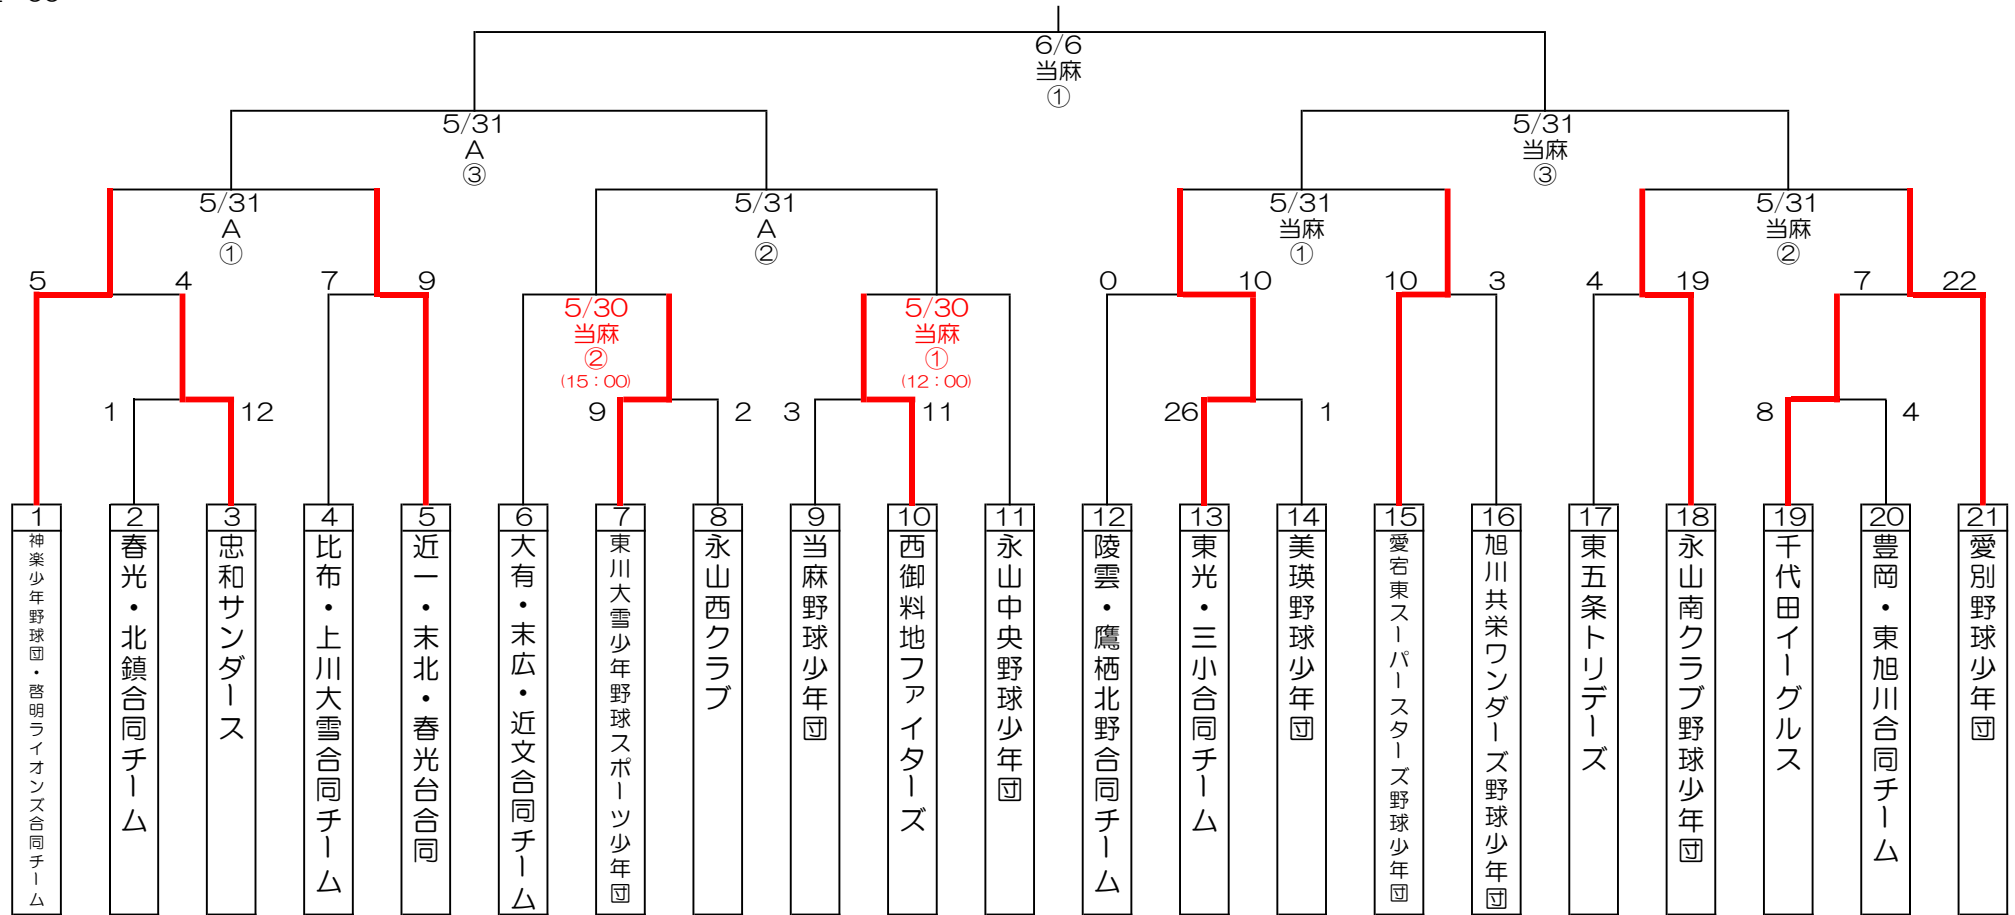 6/6
当麻
①
5/31
A
③
5/31
当麻
③
5/31
A
①
5/31
A
②
5/31
当麻
①
5/31
当麻
②
5 4 7 9 0 10 10 3 4 19 7 22
5/30
当麻
②
(15：00)
5/30
当麻
①
(12：00)
1 12 9 2 3 11 26 1 8 4
1 2 3 4 5 6 7 8 9 10 11 12 13 14 15 16 17 18 19 20 21
神楽少年野球団・啓明ライオンズ合同チーム
春光・北鎮合同チーム
忠和サンダース
比布・上川大雪合同チーム
近一・末北・春光台合同
大有・末広・近文合同チーム
東川大雪少年野球スポーツ少年団
永山西クラブ
当麻野球少年団
西御料地ファイターズ
永山中央野球少年団
陵雲・鷹栖北野合同チーム
東光・三小合同チーム
美瑛野球少年団
愛宕東スーパースターズ野球少年団
旭川共栄ワンダーズ野球少年団
東五条トリデーズ
永山南クラブ野球少年団
千代田イーグルス
豊岡・東旭川合同チーム
愛別野球少年団